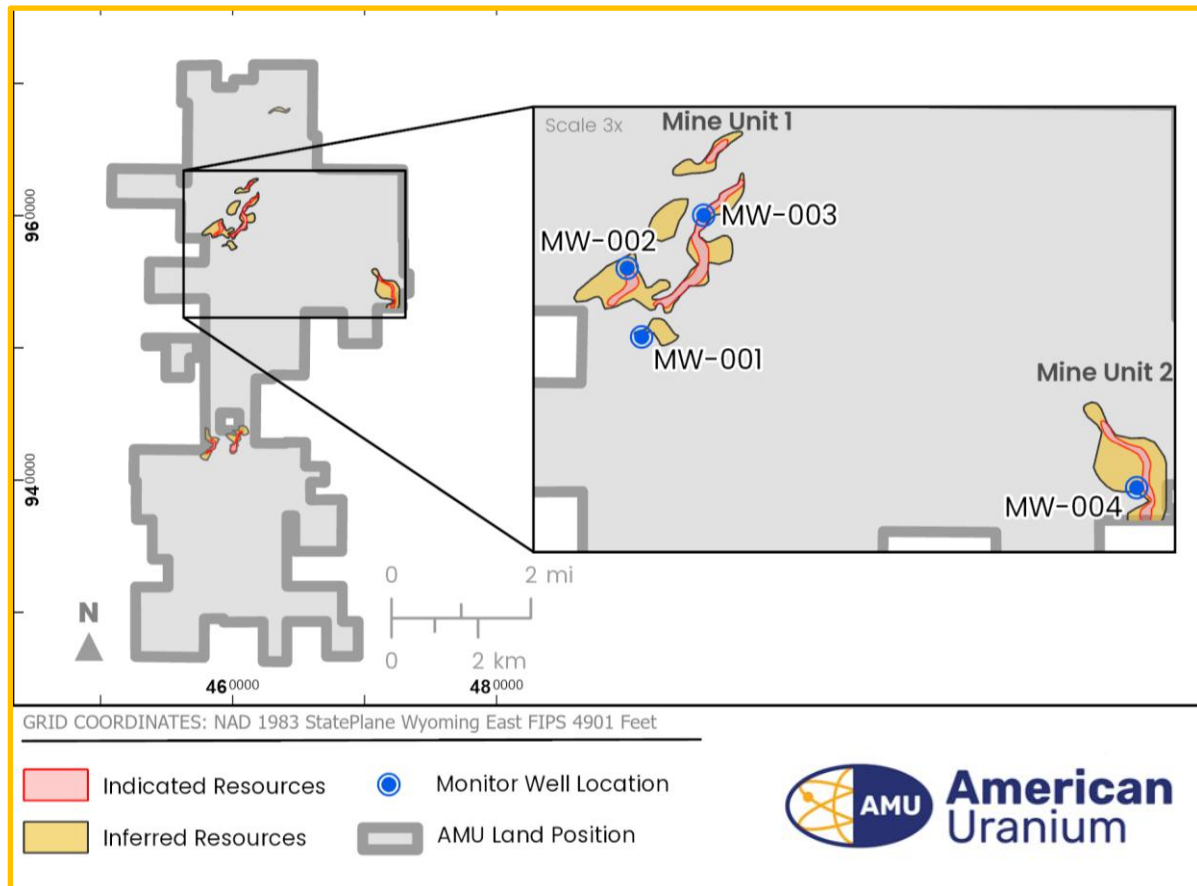 Scale 3x
Mine Unit 1
MW-003
MW-002
MW-001
Mine Unit 2
MW-004
960000
940000
N
0 2 mi
0 2 km
460000 480000
GRID COORDINATES: NAD 1983 StatePlane Wyoming East FIPS 4901 Feet
Indicated Resources
Monitor Well Location
Inferred Resources
AMU Land Position
AMU
American
Uranium